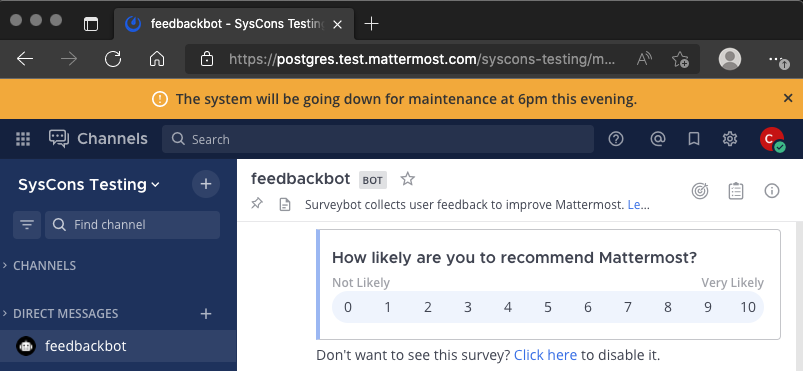 feedbackbot - SysCons Testing
https://postgres.test.mattermost.com/syscons-testing/m...
The system will be going down for maintenance at 6pm this evening.
Channels
Search
C
SysCons Testing
Find channel
CHANNELS
DIRECT MESSAGES
feedbackbot
feedbackbot BOT
Surveybot collects user feedback to improve Mattermost. Le...
How likely are you to recommend Mattermost?
Not Likely Very Likely
0 1 2 3 4 5 6 7 8 9 10
Don't want to see this survey? Click here to disable it.